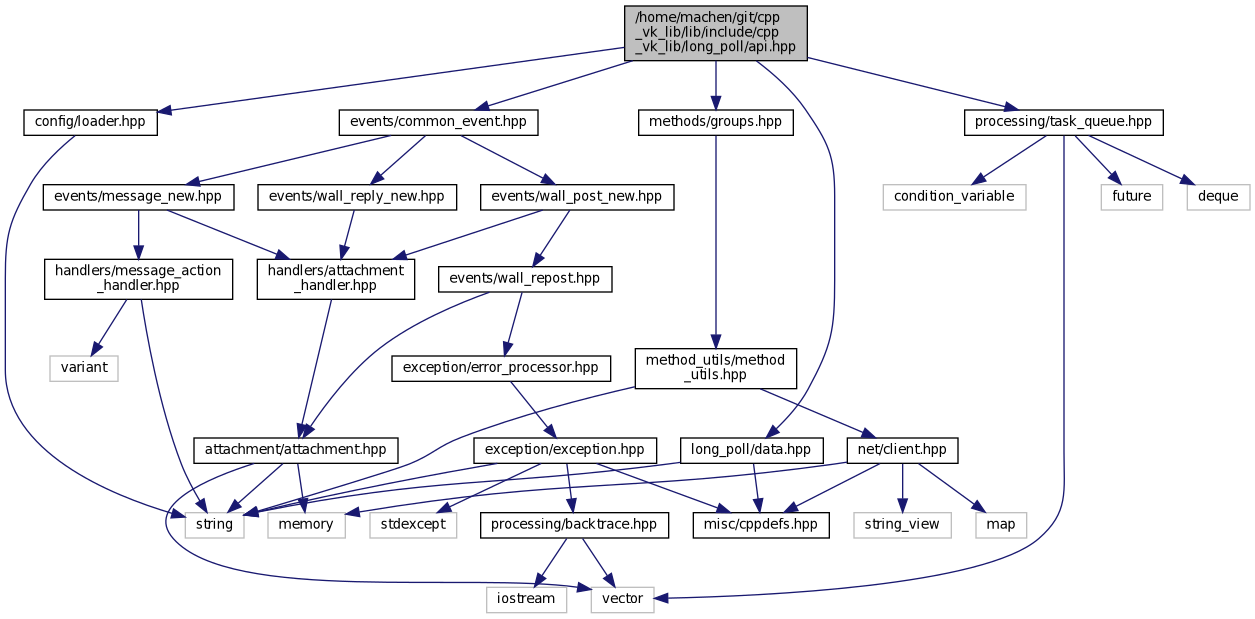 /home/machen/git/cpp
_vk_lib/lib/include/cpp
_vk_lib/long_poll/api.hpp
config/loader.hpp
events/common_event.hpp
methods/groups.hpp
processing/task_queue.hpp
events/message_new.hpp
events/wall_reply_new.hpp
events/wall_post_new.hpp
condition_variable
future
deque
handlers/message_action
_handler.hpp
handlers/attachment
_handler.hpp
events/wall_repost.hpp
variant
exception/error_processor.hpp
method_utils/method
_utils.hpp
attachment/attachment.hpp
exception/exception.hpp
long_poll/data.hpp
net/client.hpp
string
memory
stdexcept
processing/backtrace.hpp
misc/cppdefs.hpp
string_view
map
iostream
vector